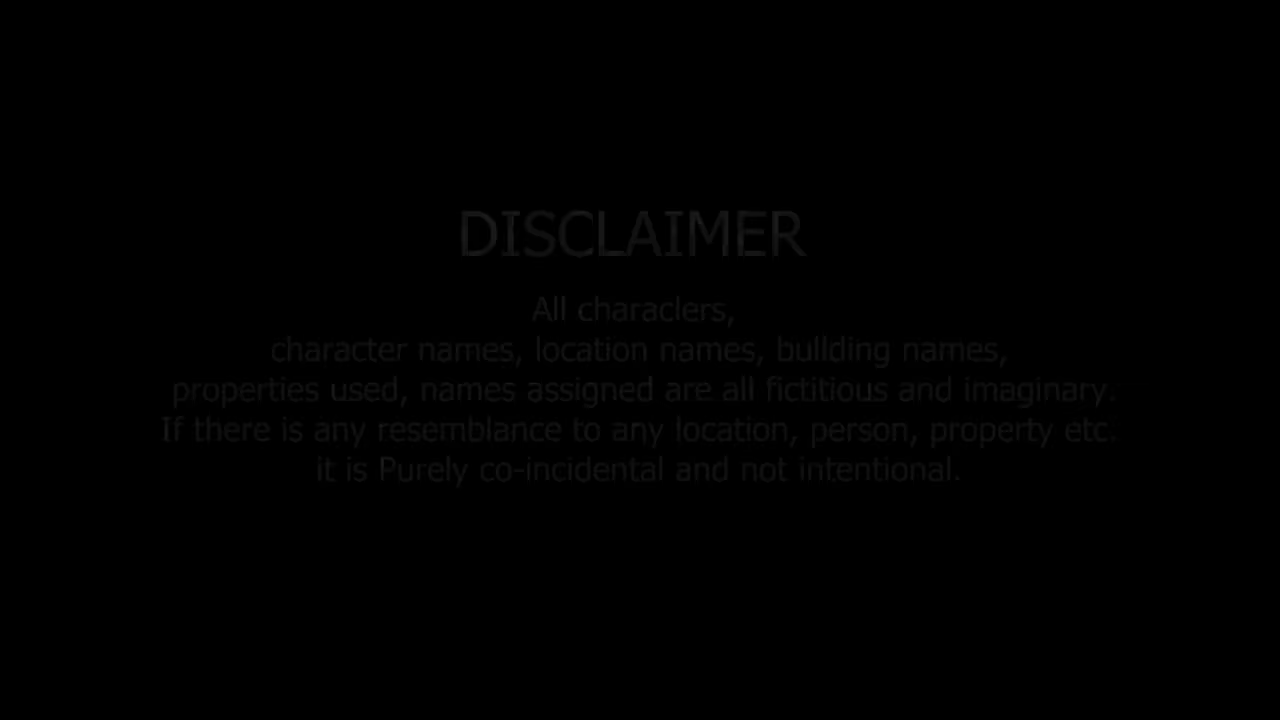 DISCLAIMER
All characlers,
character names, location names, building names,
properties used, names assigned are all fictitious and imaginary.
If there is any resemblance to any location, person, property etc.
it is Purely co-incidental and not intentional.